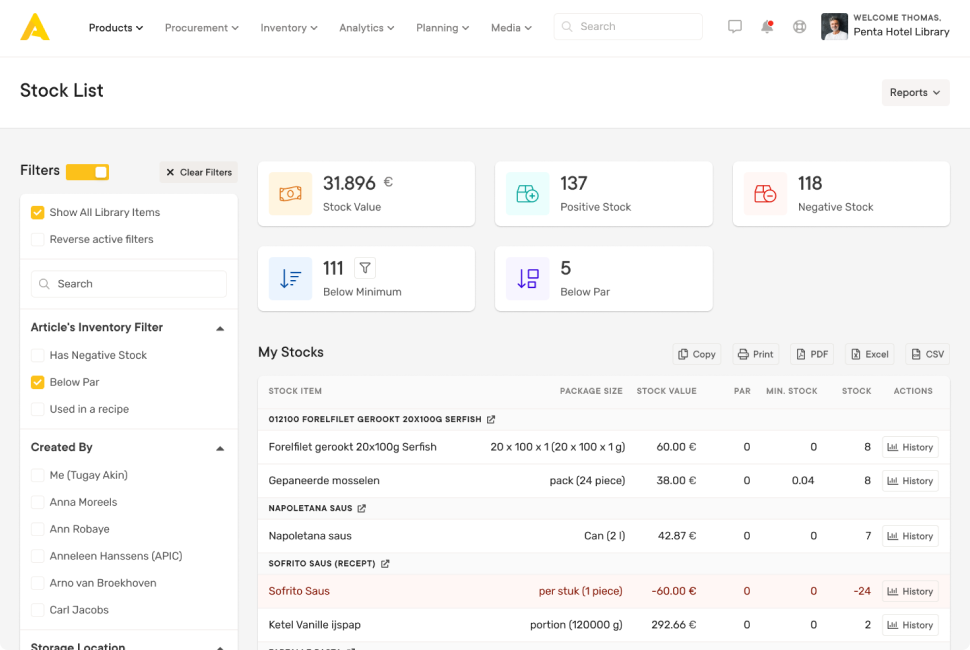 Products Procurement Inventory Analytics Planning Media Search WELCOME THOMAS,
Penta Hotel Library
Stock List Reports
Filters Clear Filters
Show All Library Items
Reverse active filters
Search
Article's Inventory Filter
Has Negative Stock
Below Par
Used in a recipe
Created By
Me (Tugay Akin)
Anna Moreels
Ann Robaye
Anneleen Hanssens (APIC)
Arno van Broekhoven
Carl Jacobs
Storage Location
31.896 €
Stock Value
137
Positive Stock
118
Negative Stock
111
Below Minimum
5
Below Par
My Stocks Copy Print PDF Excel CSV
STOCK ITEM PACKAGE SIZE STOCK VALUE PAR MIN. STOCK STOCK ACTIONS
012100 FORELFILET GEROOKT 20X100G SERFISH
Forelfilet gerookt 20x100g Serfish 20 x 100 x 1 (20 x 100 x 1 g) 60.00 € 0 0 8 History
Gepaneerde mosselen pack (24 piece) 38.00 € 0 0.04 8 History
NAPOLETANA SAUS
Napoletana saus Can (2 l) 42.87 € 0 0 7 History
SOFRITO SAUS (RECEPT)
Sofrito Saus per stuk (1 piece) -60.00 € 0 0 -24 History
Ketel Vanille ijspap portion (120000 g) 292.66 € 0 0 2 History